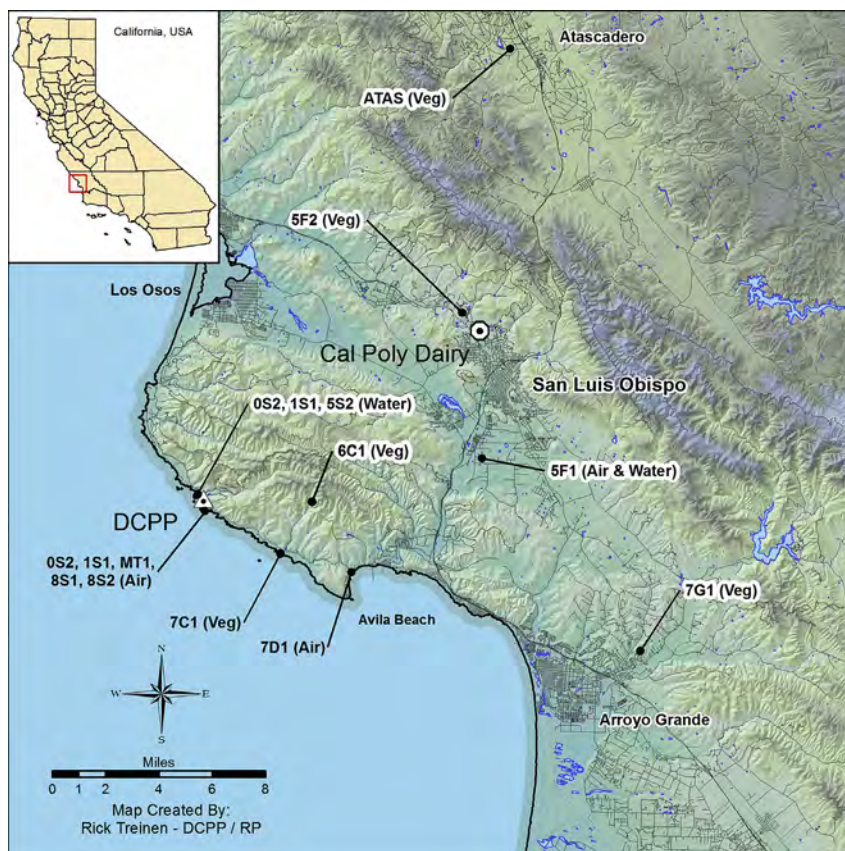 California, USA
Atascadero
ATAS (Veg)
5F2 (Veg)
Los Osos
Cal Poly Dairy
San Luis Obispo
0S2, 1S1, 5S2 (Water)
6C1 (Veg)
5F1 (Air & Water)
DCPP
0S2, 1S1, MT1,
8S1, 8S2 (Air)
7C1 (Veg)
7D1 (Air)
Avila Beach
7G1 (Veg)
Arroyo Grande
N
W E
S
Miles
0 2 4 6 8
Map Created By:
Rick Treinen - DCPP / RP